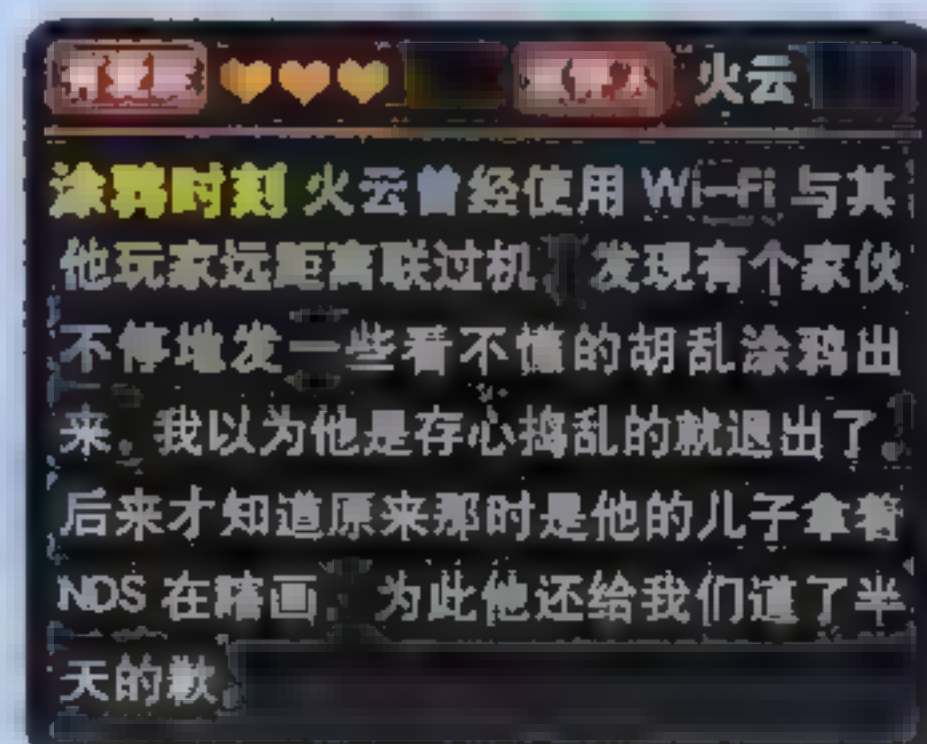 火云
涂鸦时刻 火云曾经使用 Wi-Fi 与其
他玩家远距离联过机，发现有个家伙
不停地发一些看不懂的胡乱涂鸦出
来。我以为他是存心捣乱的就退出了。
后来才知道原来那时是他的儿子拿着
NDS 在瞎画，为此他还给我们道了半
天的歉。